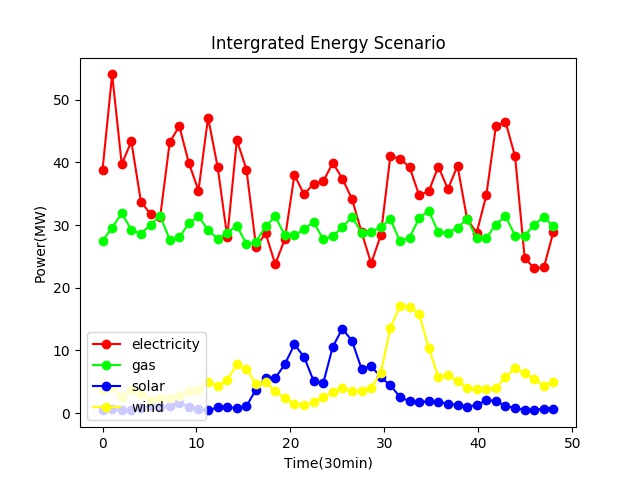 Intergrated Energy Scenario
Power(MW)
50
40
30
20
10
0
electricity
gas
solar
wind
0 10 20 30 40 50
Time(30min)